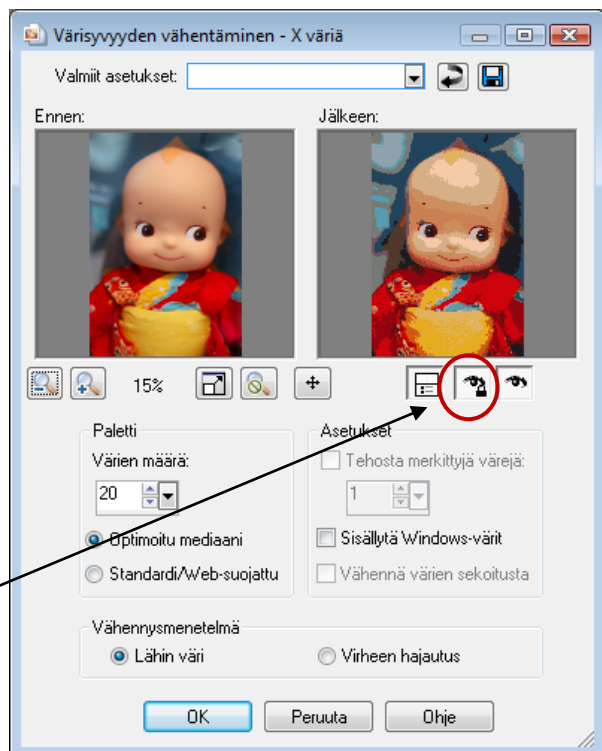 Värisyvyyden vähentäminen - X väriä
Valmiit asetukset:
Ennen:
Jälkeen:
15%
Paletti
Värien määrä:
20
Optimoitu mediaani
Standardi/Web-suojattu
Asetukset
Tehosta merkittyjä värejä:
1
Sisällytä Windows-värit
Vähennä värien sekoitusta
Vähennysmenetelmä
Lähin väri
Virheen hajautus
OK
Peruuta
Ohje